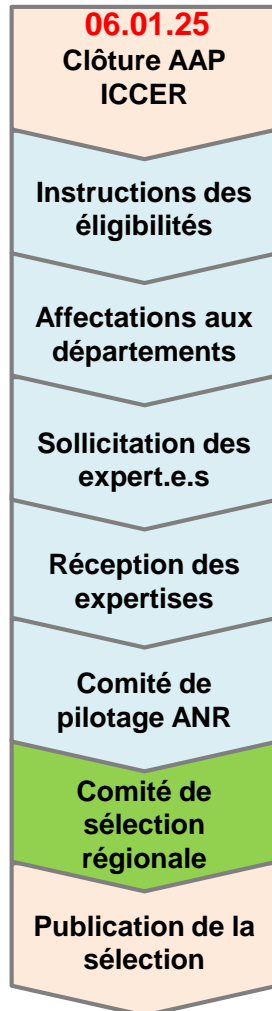 06.01.25
Clôture AAP
ICCER
Instructions des
éligibilités
Affectations aux
départements
Sollicitation des
expert.e.s
Réception des
expertises
Comité de
pilotage ANR
Comité de
sélection
régionale
Publication de la
sélection